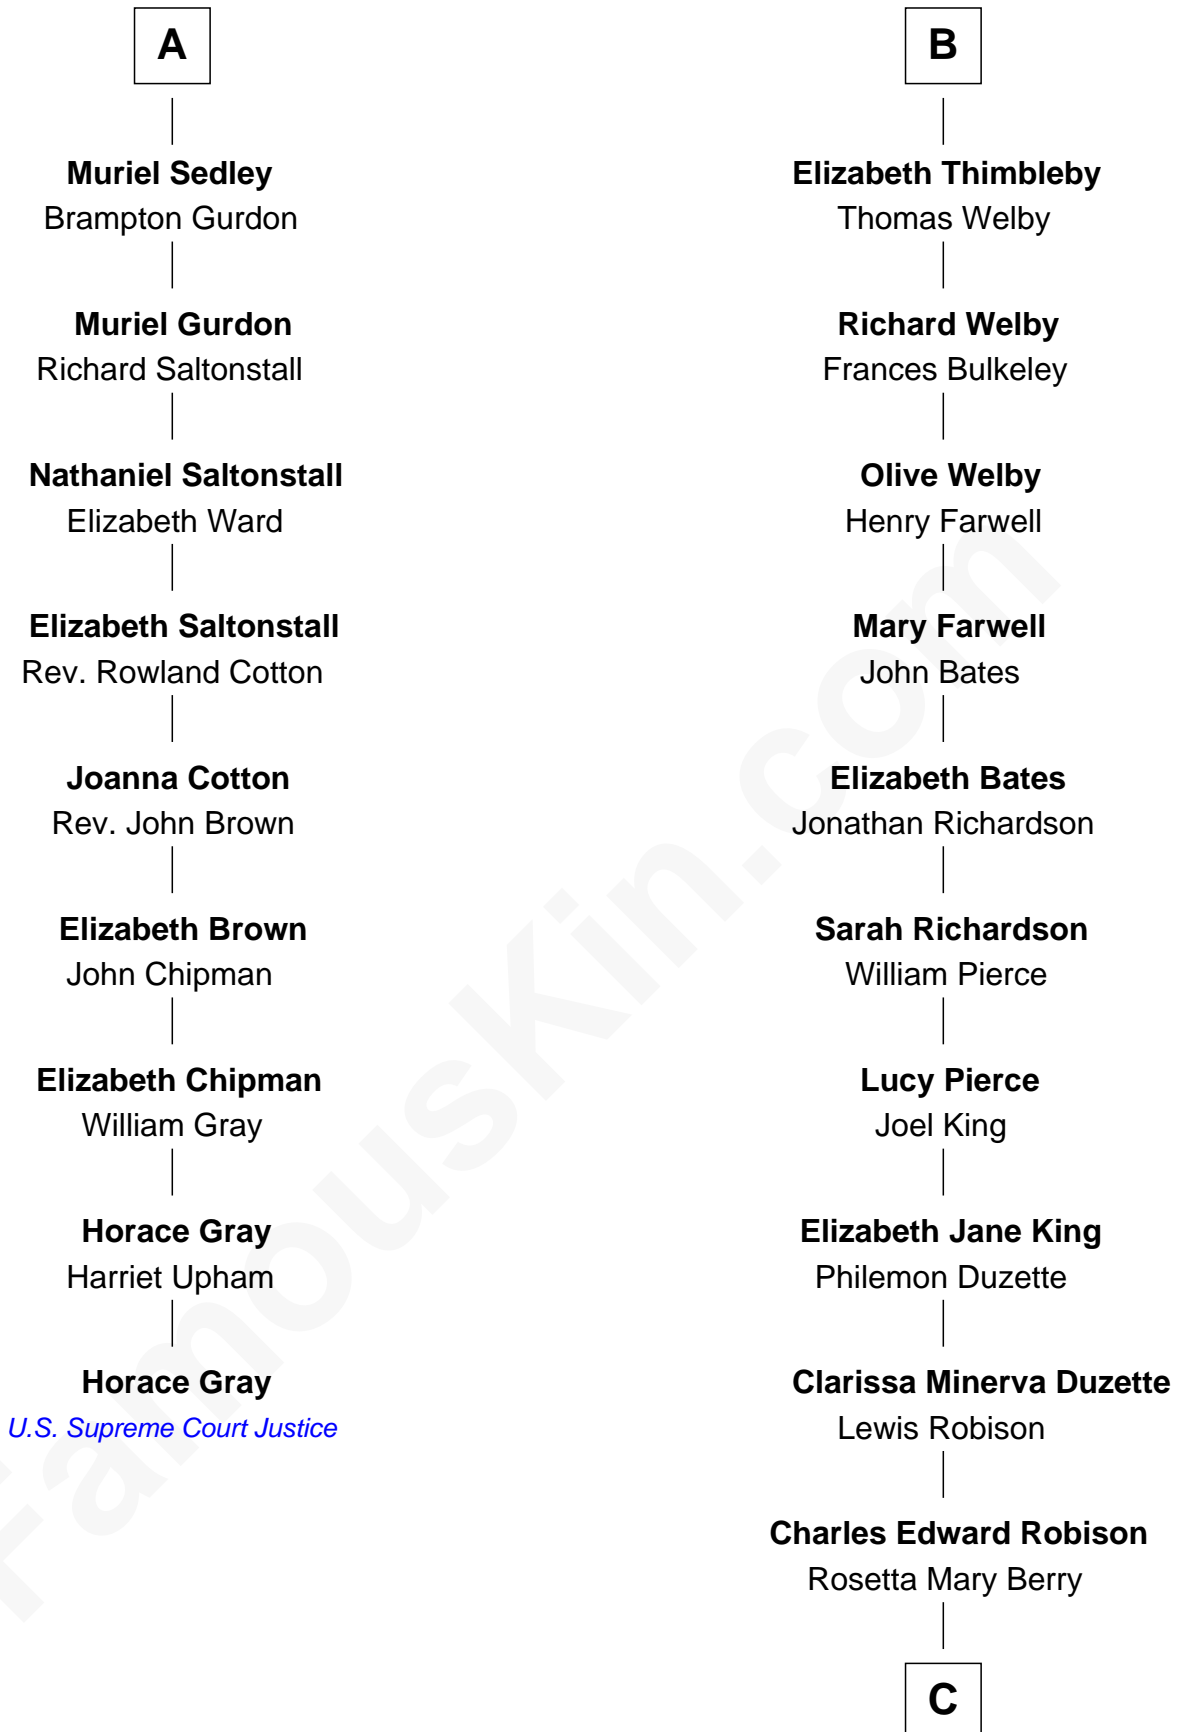 A
Muriel Sedley
Brampton Gurdon
Muriel Gurdon
Richard Saltonstall
Nathaniel Saltonstall
Elizabeth Ward
Elizabeth Saltonstall
Rev. Rowland Cotton
Joanna Cotton
Rev. John Brown
Elizabeth Brown
John Chipman
Elizabeth Chipman
William Gray
Horace Gray
Harriet Upham
Horace Gray
U.S. Supreme Court Justice
B
Elizabeth Thimbleby
Thomas Welby
Richard Welby
Frances Bulkeley
Olive Welby
Henry Farwell
Mary Farwell
John Bates
Elizabeth Bates
Jonathan Richardson
Sarah Richardson
William Pierce
Lucy Pierce
Joel King
Elizabeth Jane King
Philemon Duzette
Clarissa Minerva Duzette
Lewis Robison
Charles Edward Robison
Rosetta Mary Berry
C
FamousKin.com